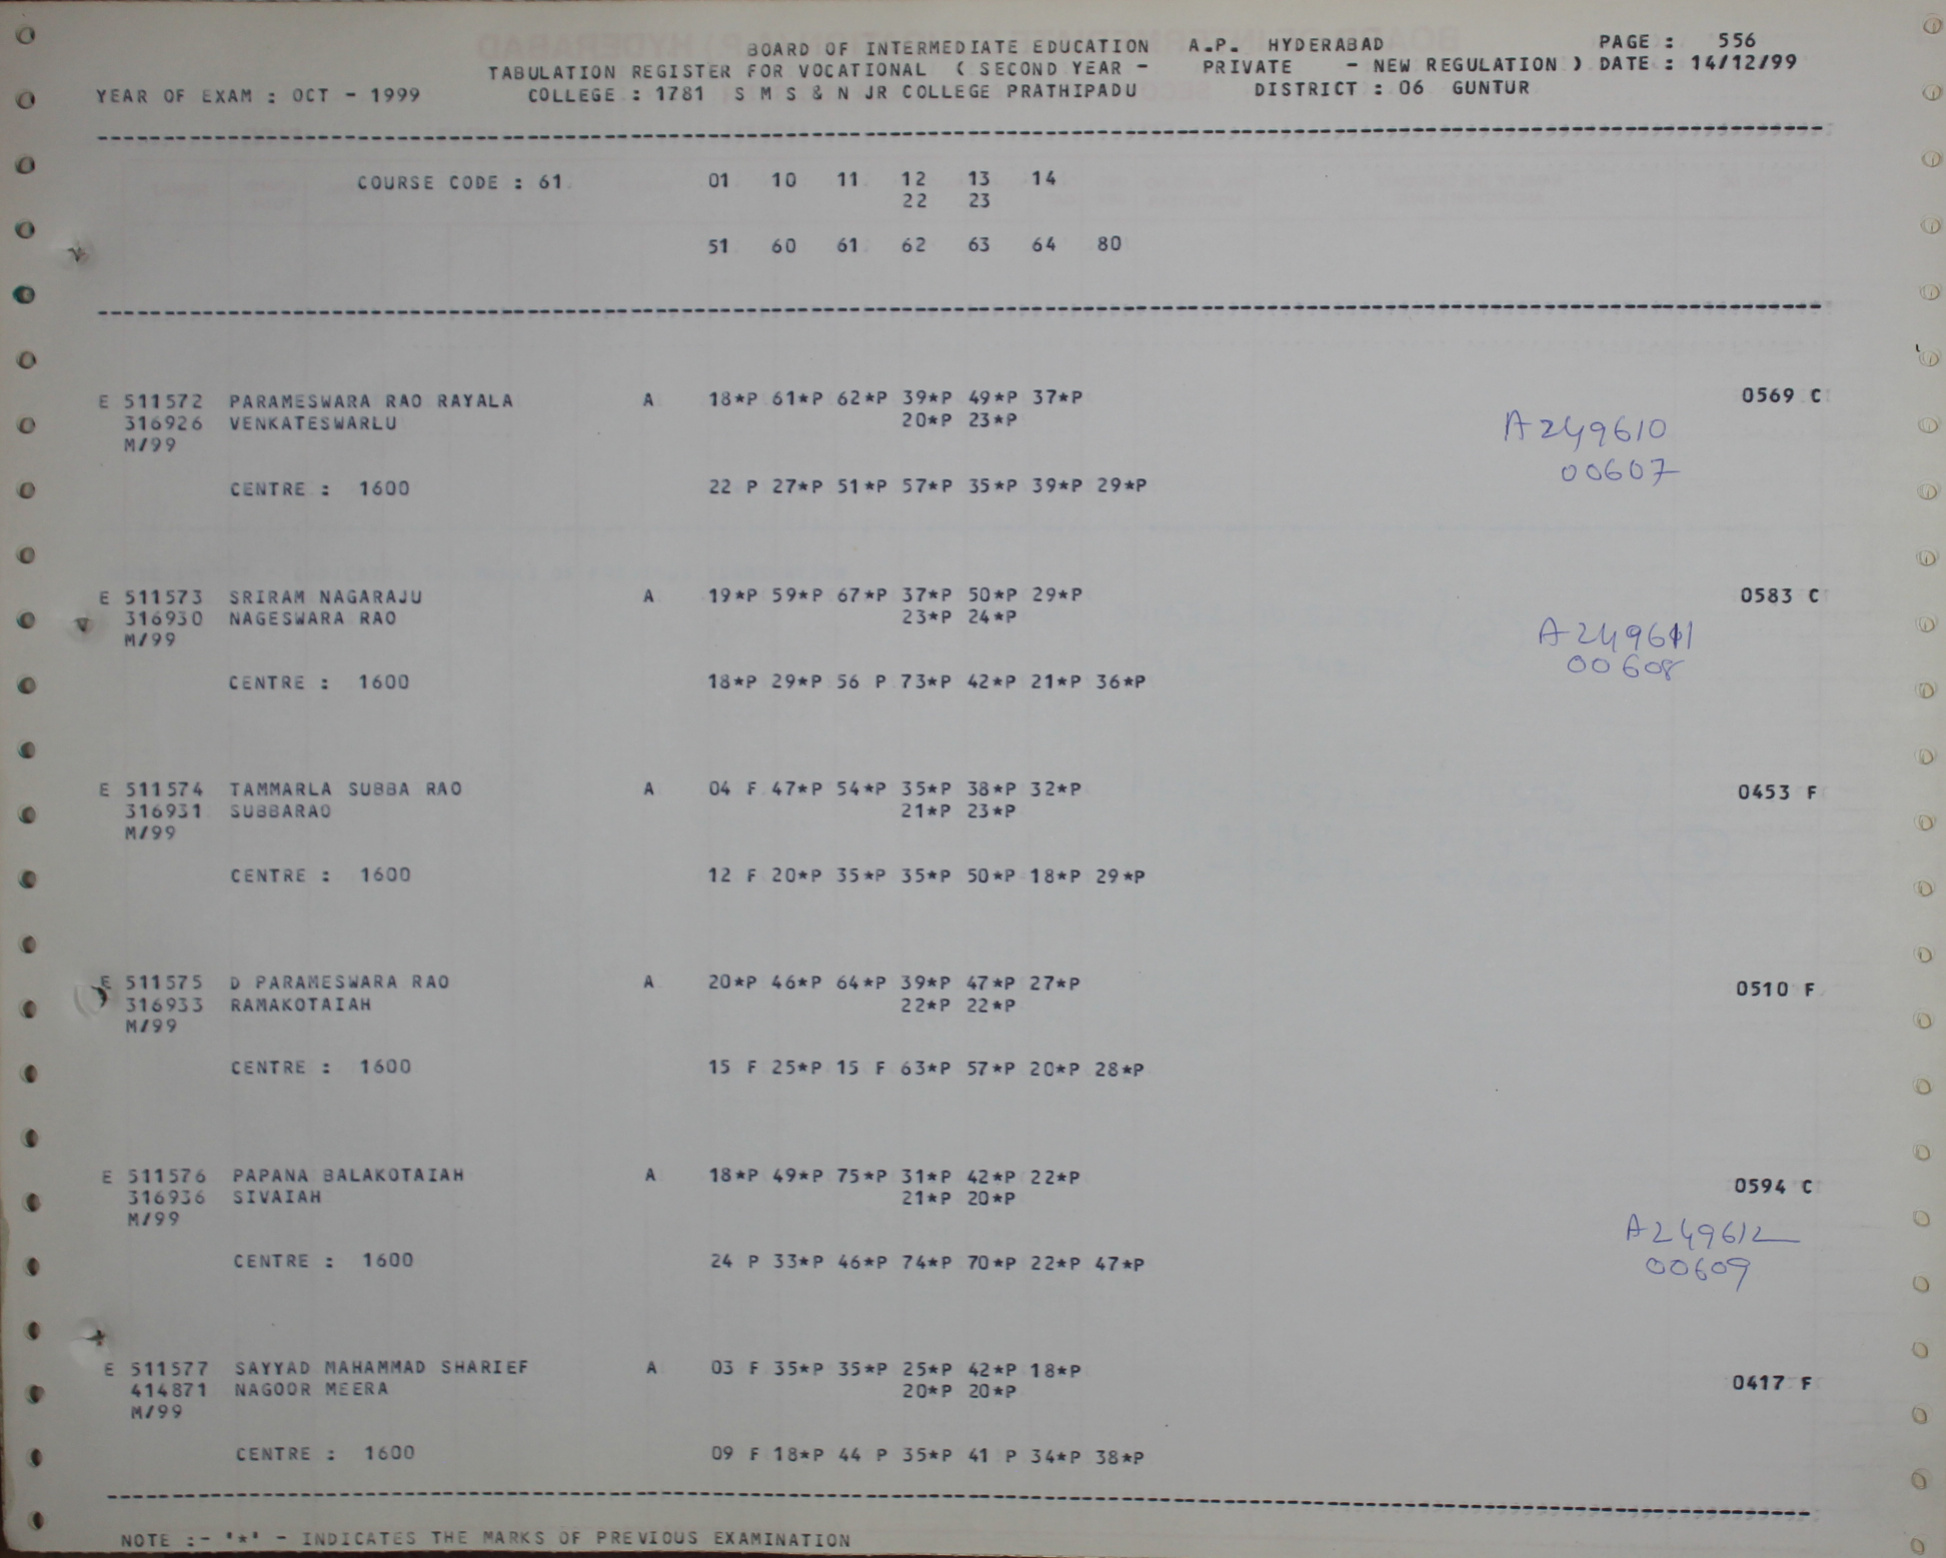 BOARD OF INTERMEDIATE EDUCATION A.P. HYDERABAD PAGE : 556
TABULATION REGISTER FOR VOCATIONAL ( SECOND YEAR - PRIVATE - NEW REGULATION ) DATE : 14/12/99
YEAR OF EXAM : OCT - 1999 COLLEGE : 1781 S M S & N JR COLLEGE PRATHIPADU DISTRICT : 06 GUNTUR
COURSE CODE : 61 01 10 11 12 13 14
22 23
51 60 61 62 63 64 80
E 511572 PARAMESWARA RAO RAYALA A 18*P 61*P 62*P 39*P 49*P 37*P 0569 C
316926 VENKATESWARLU 20*P 23*P A249610
M/99
00607
CENTRE : 1600 22 P 27*P 51*P 57*P 35*P 39*P 29*P
E 511573 SRIRAM NAGARAJU A 19*P 59*P 67*P 37*P 50*P 29*P 0583 C
316930 NAGESWARA RAO 23*P 24*P
M/99 A249611
00608
CENTRE : 1600 18*P 29*P 56 P 73*P 42*P 21*P 36*P
E 511574 TAMMARLA SUBBA RAO A 04 F 47*P 54*P 35*P 38*P 32*P 0453 F
316931 SUBBARAO 21*P 23*P
M/99
CENTRE : 1600 12 F 20*P 35*P 35*P 50*P 18*P 29*P
E 511575 D PARAMESWARA RAO A 20*P 46*P 64*P 39*P 47*P 27*P 0510 F
316933 RAMAKOTAIAH 22*P 22*P
M/99
CENTRE : 1600 15 F 25*P 15 F 63*P 57*P 20*P 28*P
E 511576 PAPANA BALAKOTAIAH A 18*P 49*P 75*P 31*P 42*P 22*P 0594 C
316936 SIVAIAH 21*P 20*P
M/99 A249612
CENTRE : 1600 24 P 33*P 46*P 74*P 70*P 22*P 47*P 00609
E 511577 SAYYAD MAHAMMAD SHARIEF A 03 F 35*P 35*P 25*P 42*P 18*P 0417 F
414871 NAGOOR MEERA 20*P 20*P
M/99
CENTRE : 1600 09 F 18*P 44 P 35*P 41 P 34*P 38*P
NOTE :- '*' - INDICATES THE MARKS OF PREVIOUS EXAMINATION